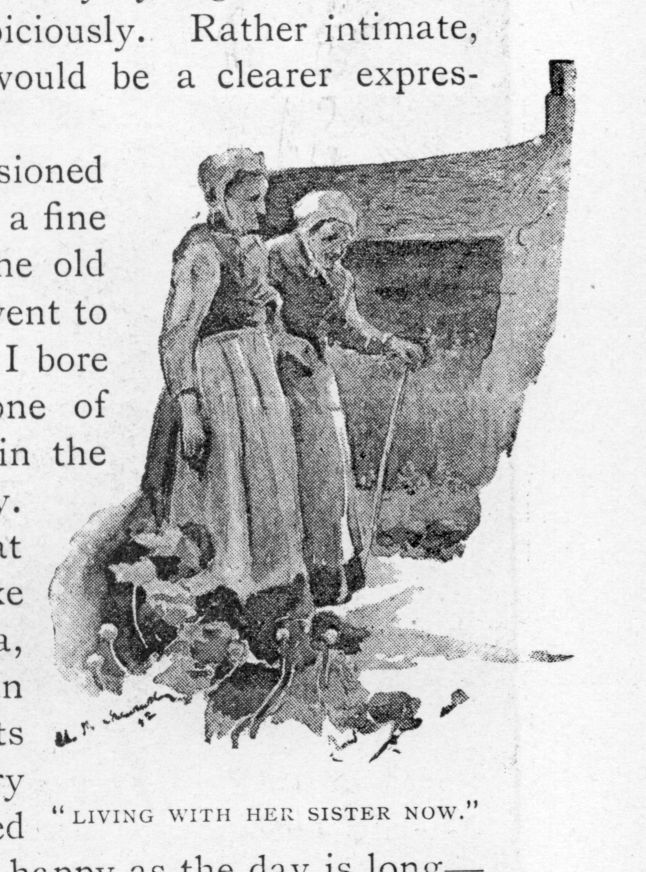 piciously. Rather intimate,
would be a clearer expres-
sioned
a fine
he old
vent to
I bore
one of
in the
y.
at
ke
a,
n
ts
ry
ed
"LIVING WITH HER SISTER NOW."
happy as the day is long—